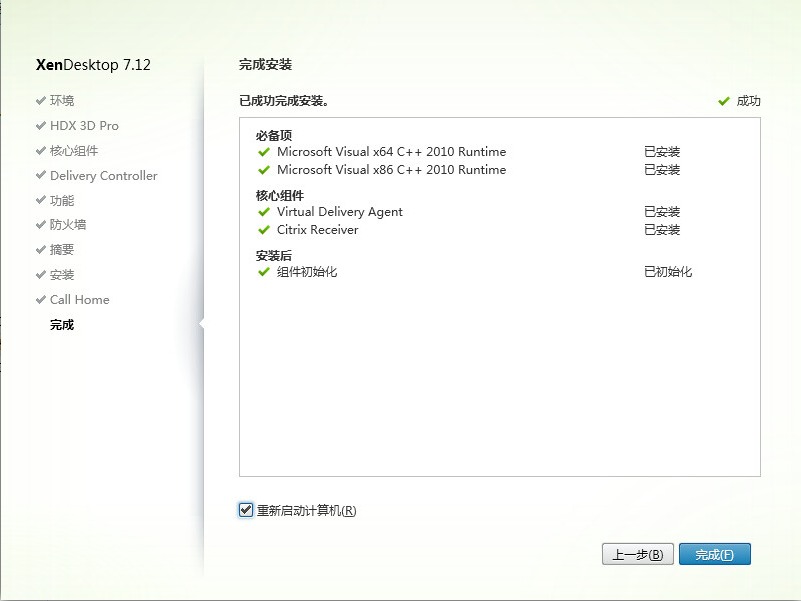 XenDesktop 7.12
环境
HDX 3D Pro
核心组件
Delivery Controller
功能
防火墙
摘要
安装
Call Home
完成
完成安装
已成功完成安装。 成功
必备项
Microsoft Visual x64 C++ 2010 Runtime 已安装
Microsoft Visual x86 C++ 2010 Runtime 已安装
核心组件
Virtual Delivery Agent 已安装
Citrix Receiver 已安装
安装后
组件初始化 已初始化
重新启动计算机(R)
上一步(B) 完成(F)